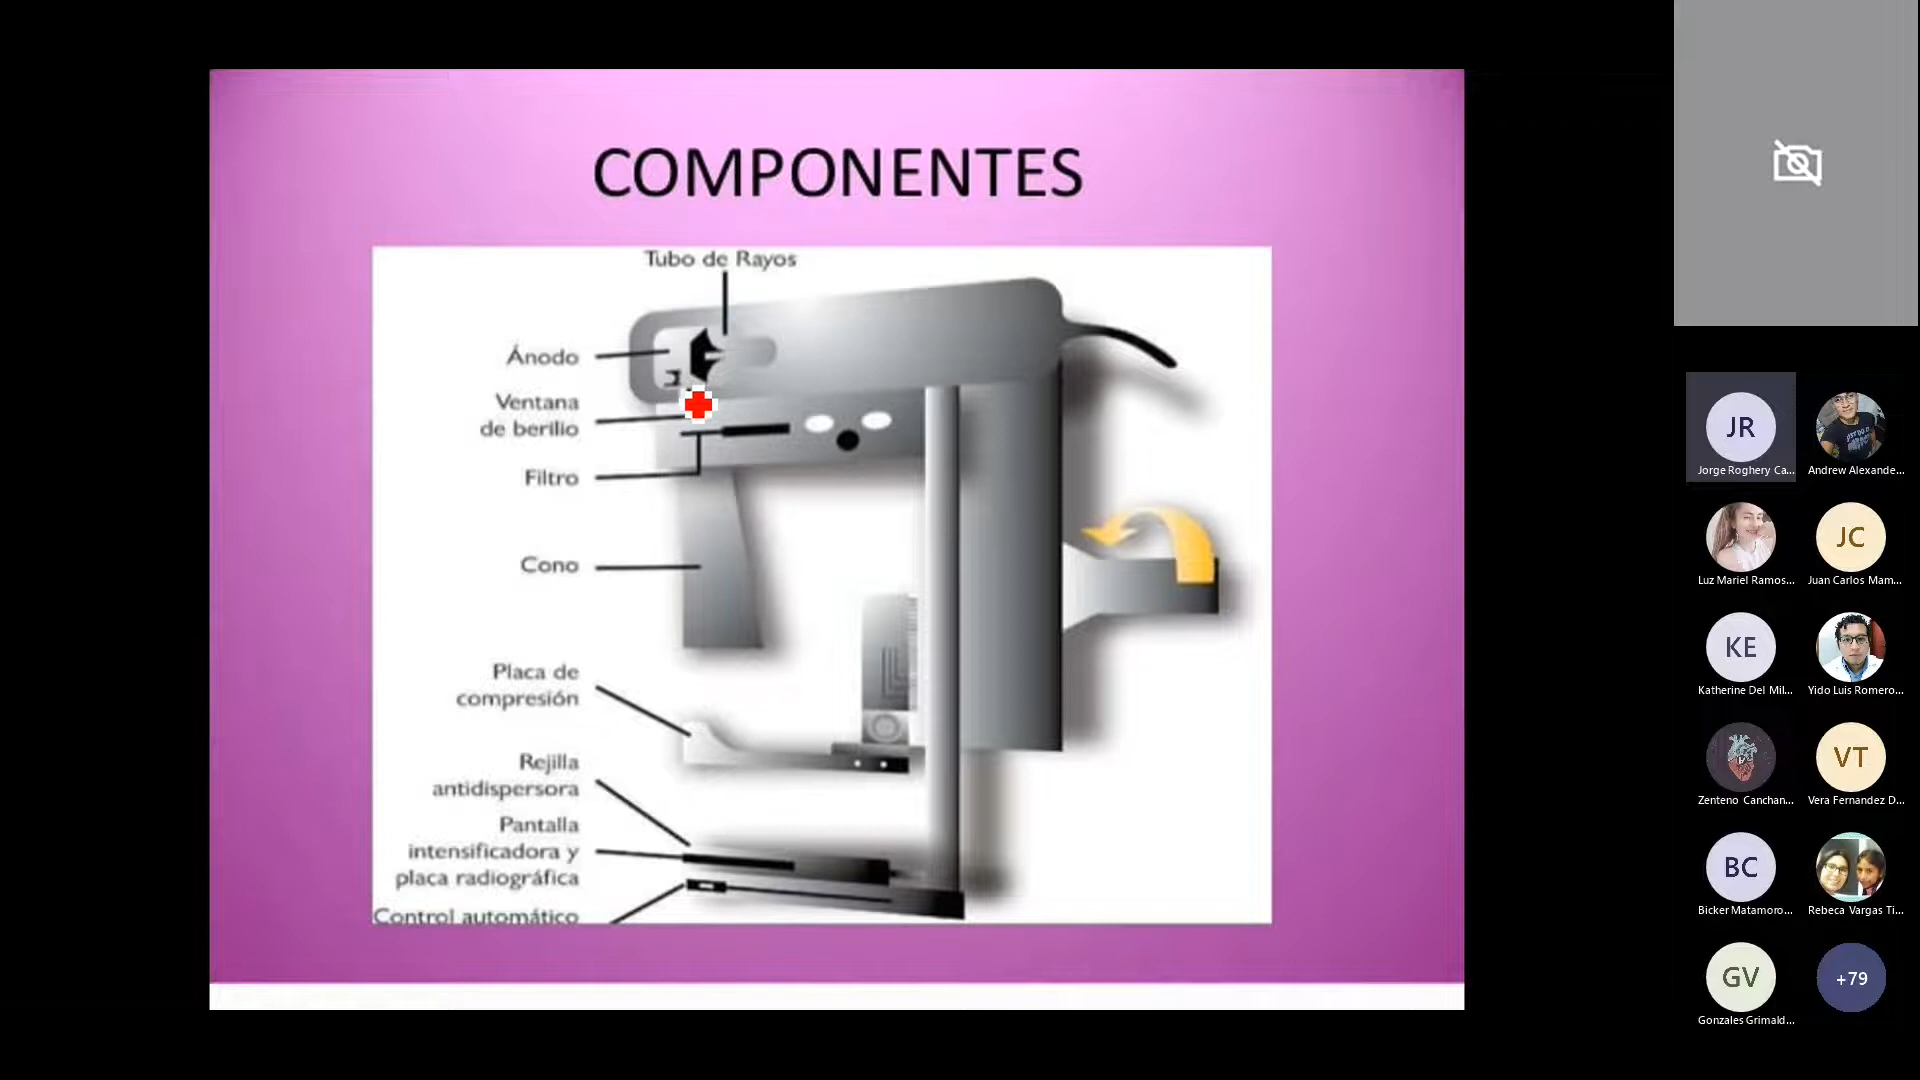 COMPONENTES
Tubo de Rayos
Ánodo
Ventana
de berilio
Filtro
Cono
Placa de
compresión
Rejilla
antidispersora
Pantalla
intensificadora y
placa radiográfica
Control automático
JR
Jorge Roghery Ca...
Andrew Alexande...
Luz Mariel Ramos...
JC
Juan Carlos Mam...
KE
Katherine Del Mil...
Yido Luis Romero...
Zenteno Canchan...
VT
Vera Fernandez D...
BC
Bicker Matamoro...
Rebeca Vargas Ti...
GV
Gonzales Grimald...
+79